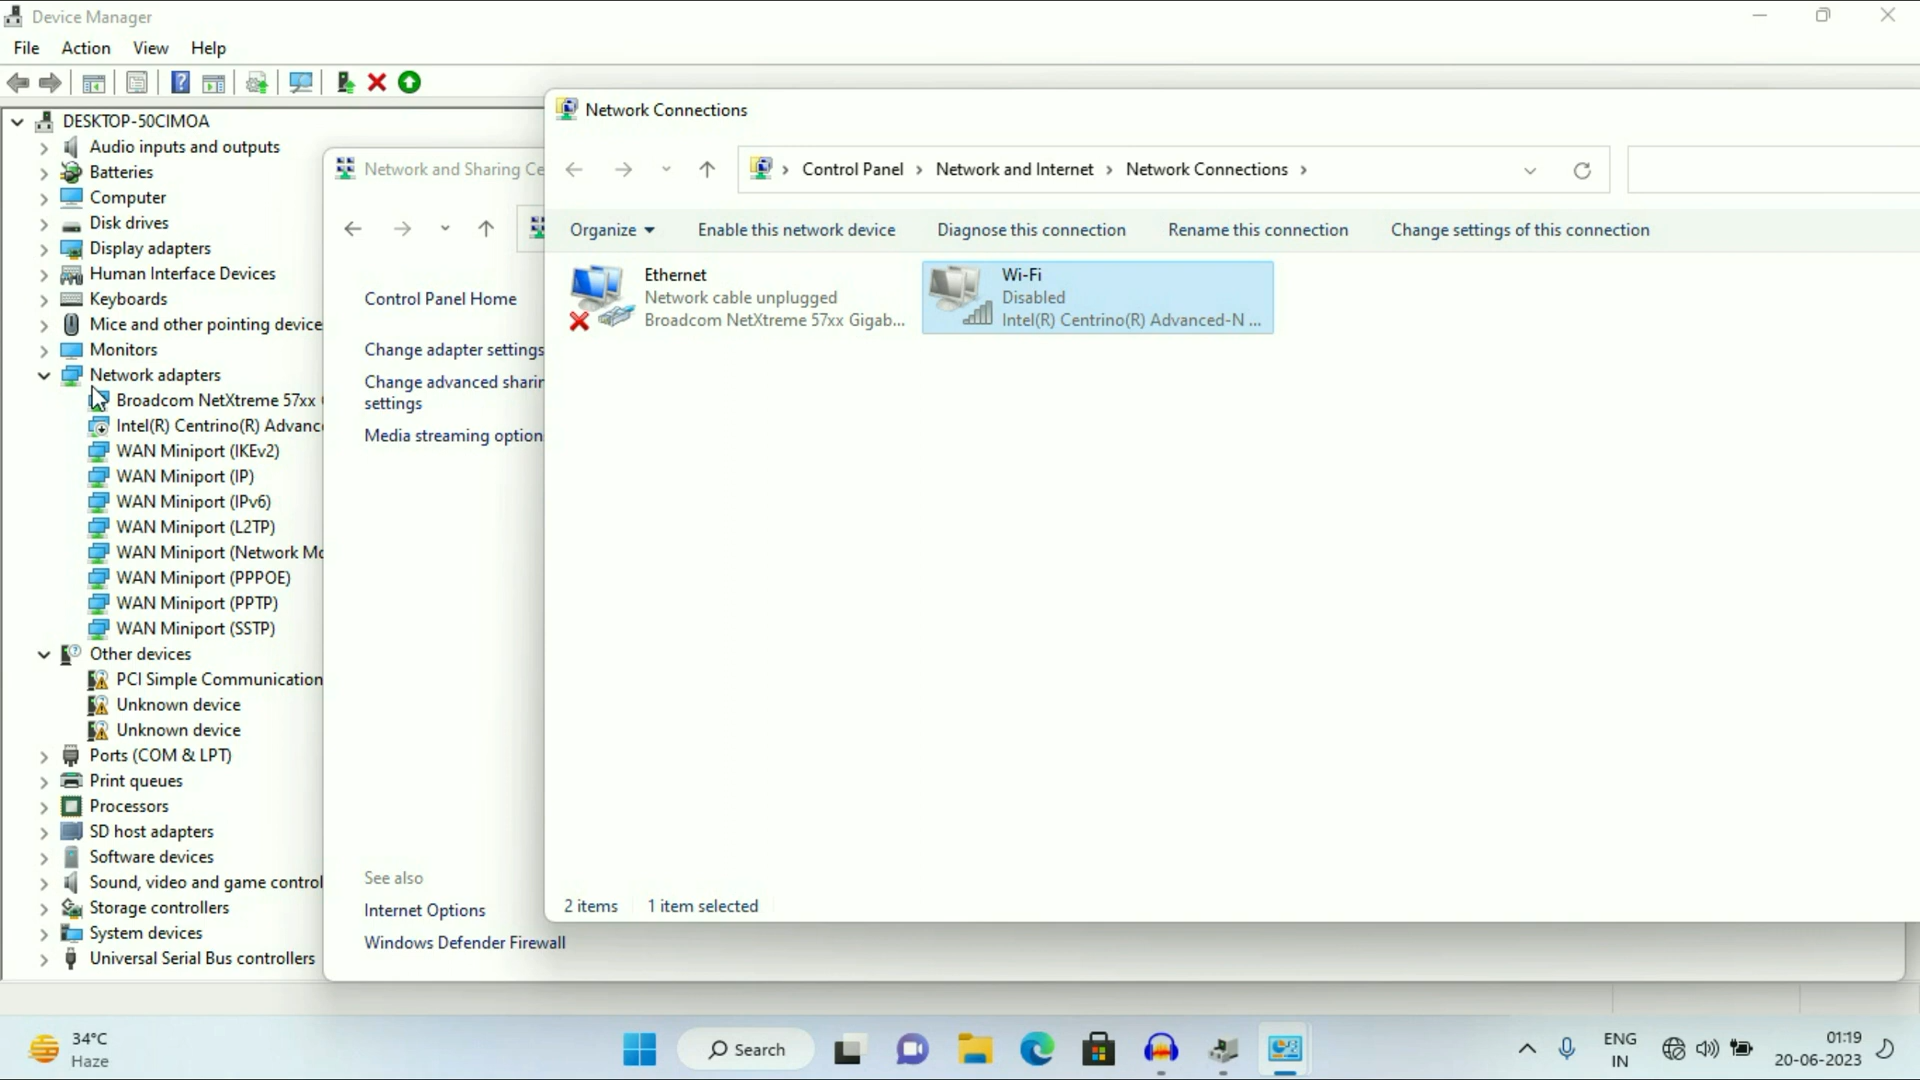 Device Manager
File Action View Help
DESKTOP-50CIMOA
Audio inputs and outputs
Batteries
Computer
Disk drives
Display adapters
Human Interface Devices
Keyboards
Mice and other pointing device
Monitors
Network adapters
Broadcom NetXtreme 57xx
Intel(R) Centrino(R) Advanc
WAN Miniport (IKEv2)
WAN Miniport (IP)
WAN Miniport (IPv6)
WAN Miniport (L2TP)
WAN Miniport (Network Mo
WAN Miniport (PPPOE)
WAN Miniport (PPTP)
WAN Miniport (SSTP)
Other devices
PCI Simple Communication
Unknown device
Unknown device
Ports (COM & LPT)
Print queues
Processors
SD host adapters
Software devices
Sound, video and game control
Storage controllers
System devices
Universal Serial Bus controllers
Network and Sharing Ce
Control Panel Home
Change adapter settings
Change advanced sharin
settings
Media streaming option
See also
Internet Options
Windows Defender Firewall
Network Connections
Control Panel > Network and Internet > Network Connections >
Organize Enable this network device Diagnose this connection Rename this connection Change settings of this connection
Ethernet
Network cable unplugged
Broadcom NetXtreme 57xx Gigab...
Wi-Fi
Disabled
Intel(R) Centrino(R) Advanced-N ...
2 items 1 item selected
34°C
Haze
Search
ENG
IN
01:19
20-06-2023